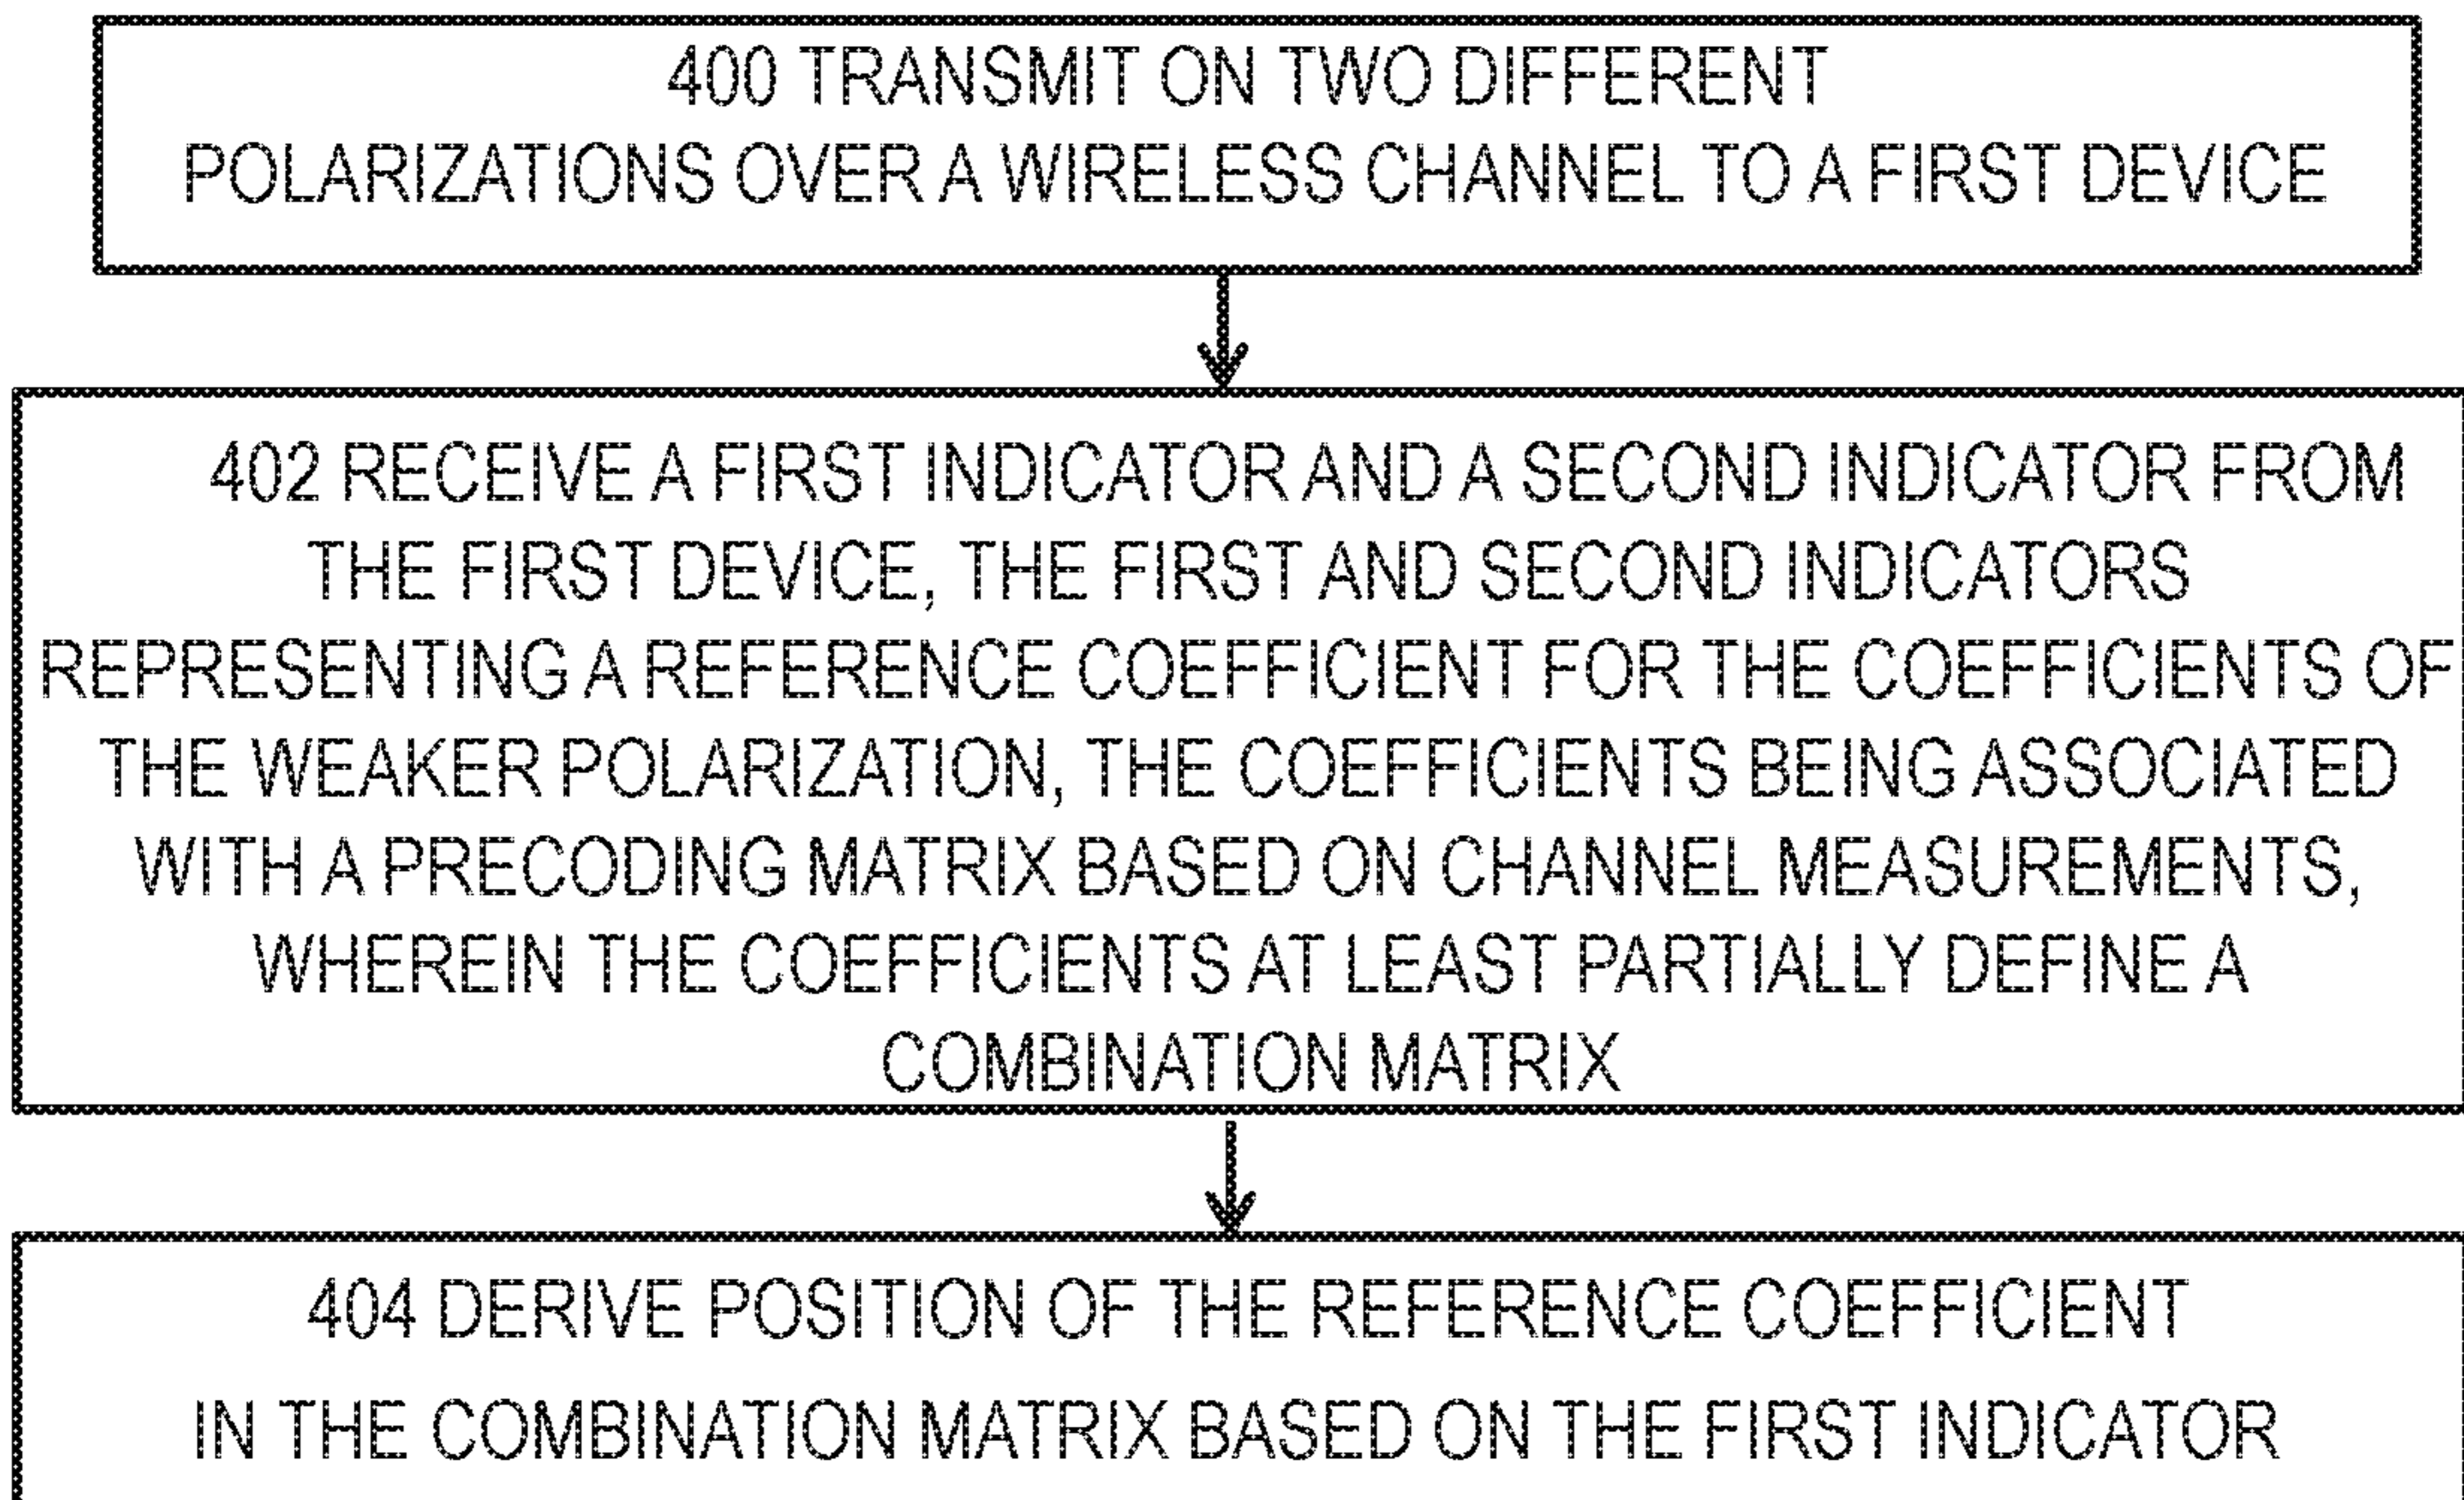 400 TRANSMIT ON TWO DIFFERENT
POLARIZATIONS OVER A WIRELESS CHANNEL TO A FIRST DEVICE
402 RECEIVE A FIRST INDICATOR AND A SECOND INDICATOR FROM
THE FIRST DEVICE, THE FIRST AND SECOND INDICATORS
REPRESENTING A REFERENCE COEFFICIENT FOR THE COEFFICIENTS OF
THE WEAKER POLARIZATION, THE COEFFICIENTS BEING ASSOCIATED
WITH A PRECODING MATRIX BASED ON CHANNEL MEASUREMENTS,
WHEREIN THE COEFFICIENTS AT LEAST PARTIALLY DEFINE A
COMBINATION MATRIX
404 DERIVE POSITION OF THE REFERENCE COEFFICIENT
IN THE COMBINATION MATRIX BASED ON THE FIRST INDICATOR